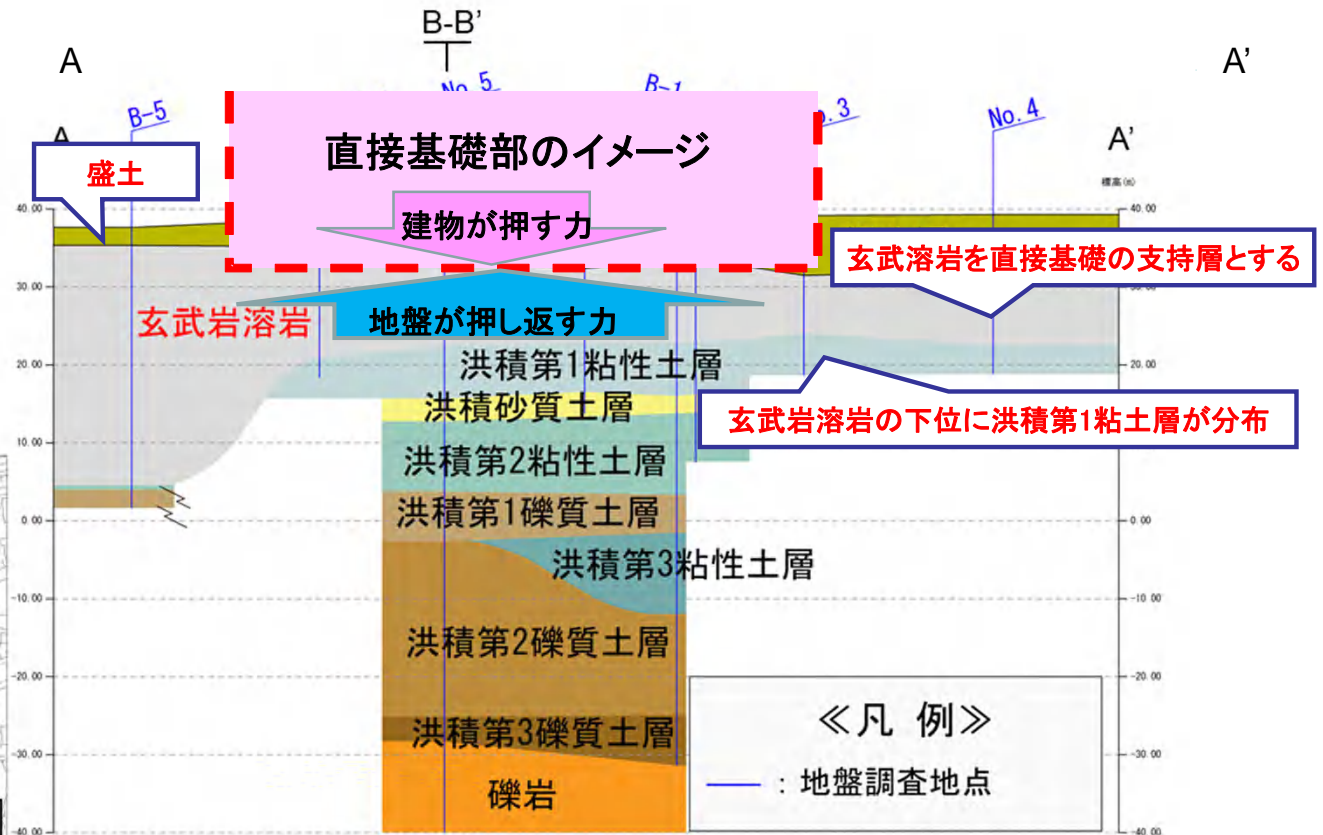 B-B'
A
A'
B-5
No. 5
B-1
No. 3
No. 4
A
A'
標高(m)
盛土
直接基礎部のイメージ
建物が押す力
地盤が押し返す力
玄武溶岩を直接基礎の支持層とする
玄武岩溶岩
洪積第1粘性土層
玄武岩溶岩の下位に洪積第1粘土層が分布
洪積砂質土層
洪積第2粘性土層
洪積第1礫質土層
洪積第3粘性土層
洪積第2礫質土層
洪積第3礫質土層
礫岩
≪凡 例≫
: 地盤調査地点
40.00
30.00
20.00
10.00
0.00
-10.00
-20.00
-30.00
-40.00
40.00
20.00
0.00
-10.00
-20.00
-30.00
-40.00